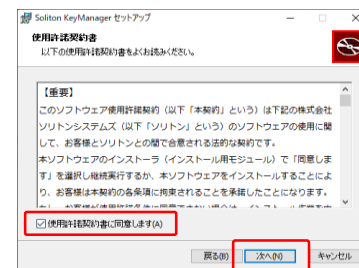 Soliton KeyManager セットアップ
使用許諾契約書
以下の使用許諾契約書をよくお読みください。
【重要】
このソフトウェア使用許諾契約（以下「本契約」という）は下記の株式会社
ソリトンシステムズ（以下「ソリトン」という）のソフトウェアの使用に関
して、お客様とソリトンとの間で合意される法的な契約です。
本ソフトウェアのインストーラ（インストール用モジュール）で「同意しま
す」を選択し継続実行するか、本ソフトウェアをインストールすることによ
り、お客様は本契約の各条項に拘束されることを承諾したことになります。
使用許諾契約書に同意します(A)
戻る(B)
次へ(N)
キャンセル